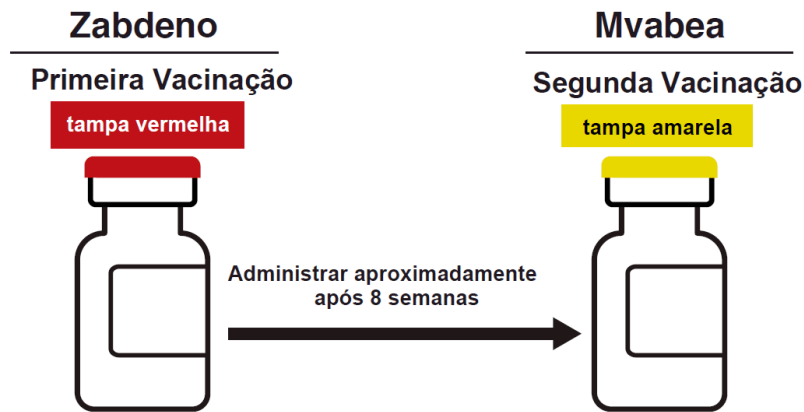 Zabdeno
Primeira Vacinação
tampa vermelha
Administrar aproximadamente
após 8 semanas
Mvabea
Segunda Vacinação
tampa amarela